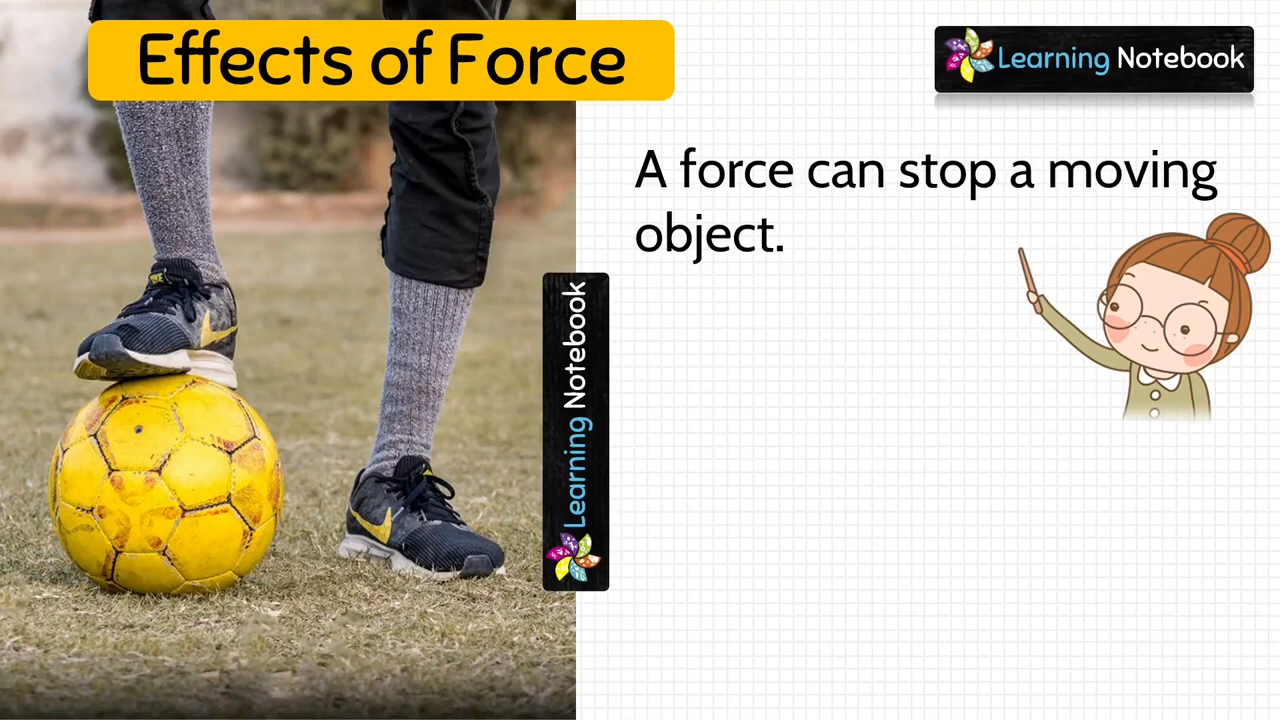 Effects of Force
Learning Notebook
A force can stop a moving
object.
Learning Notebook